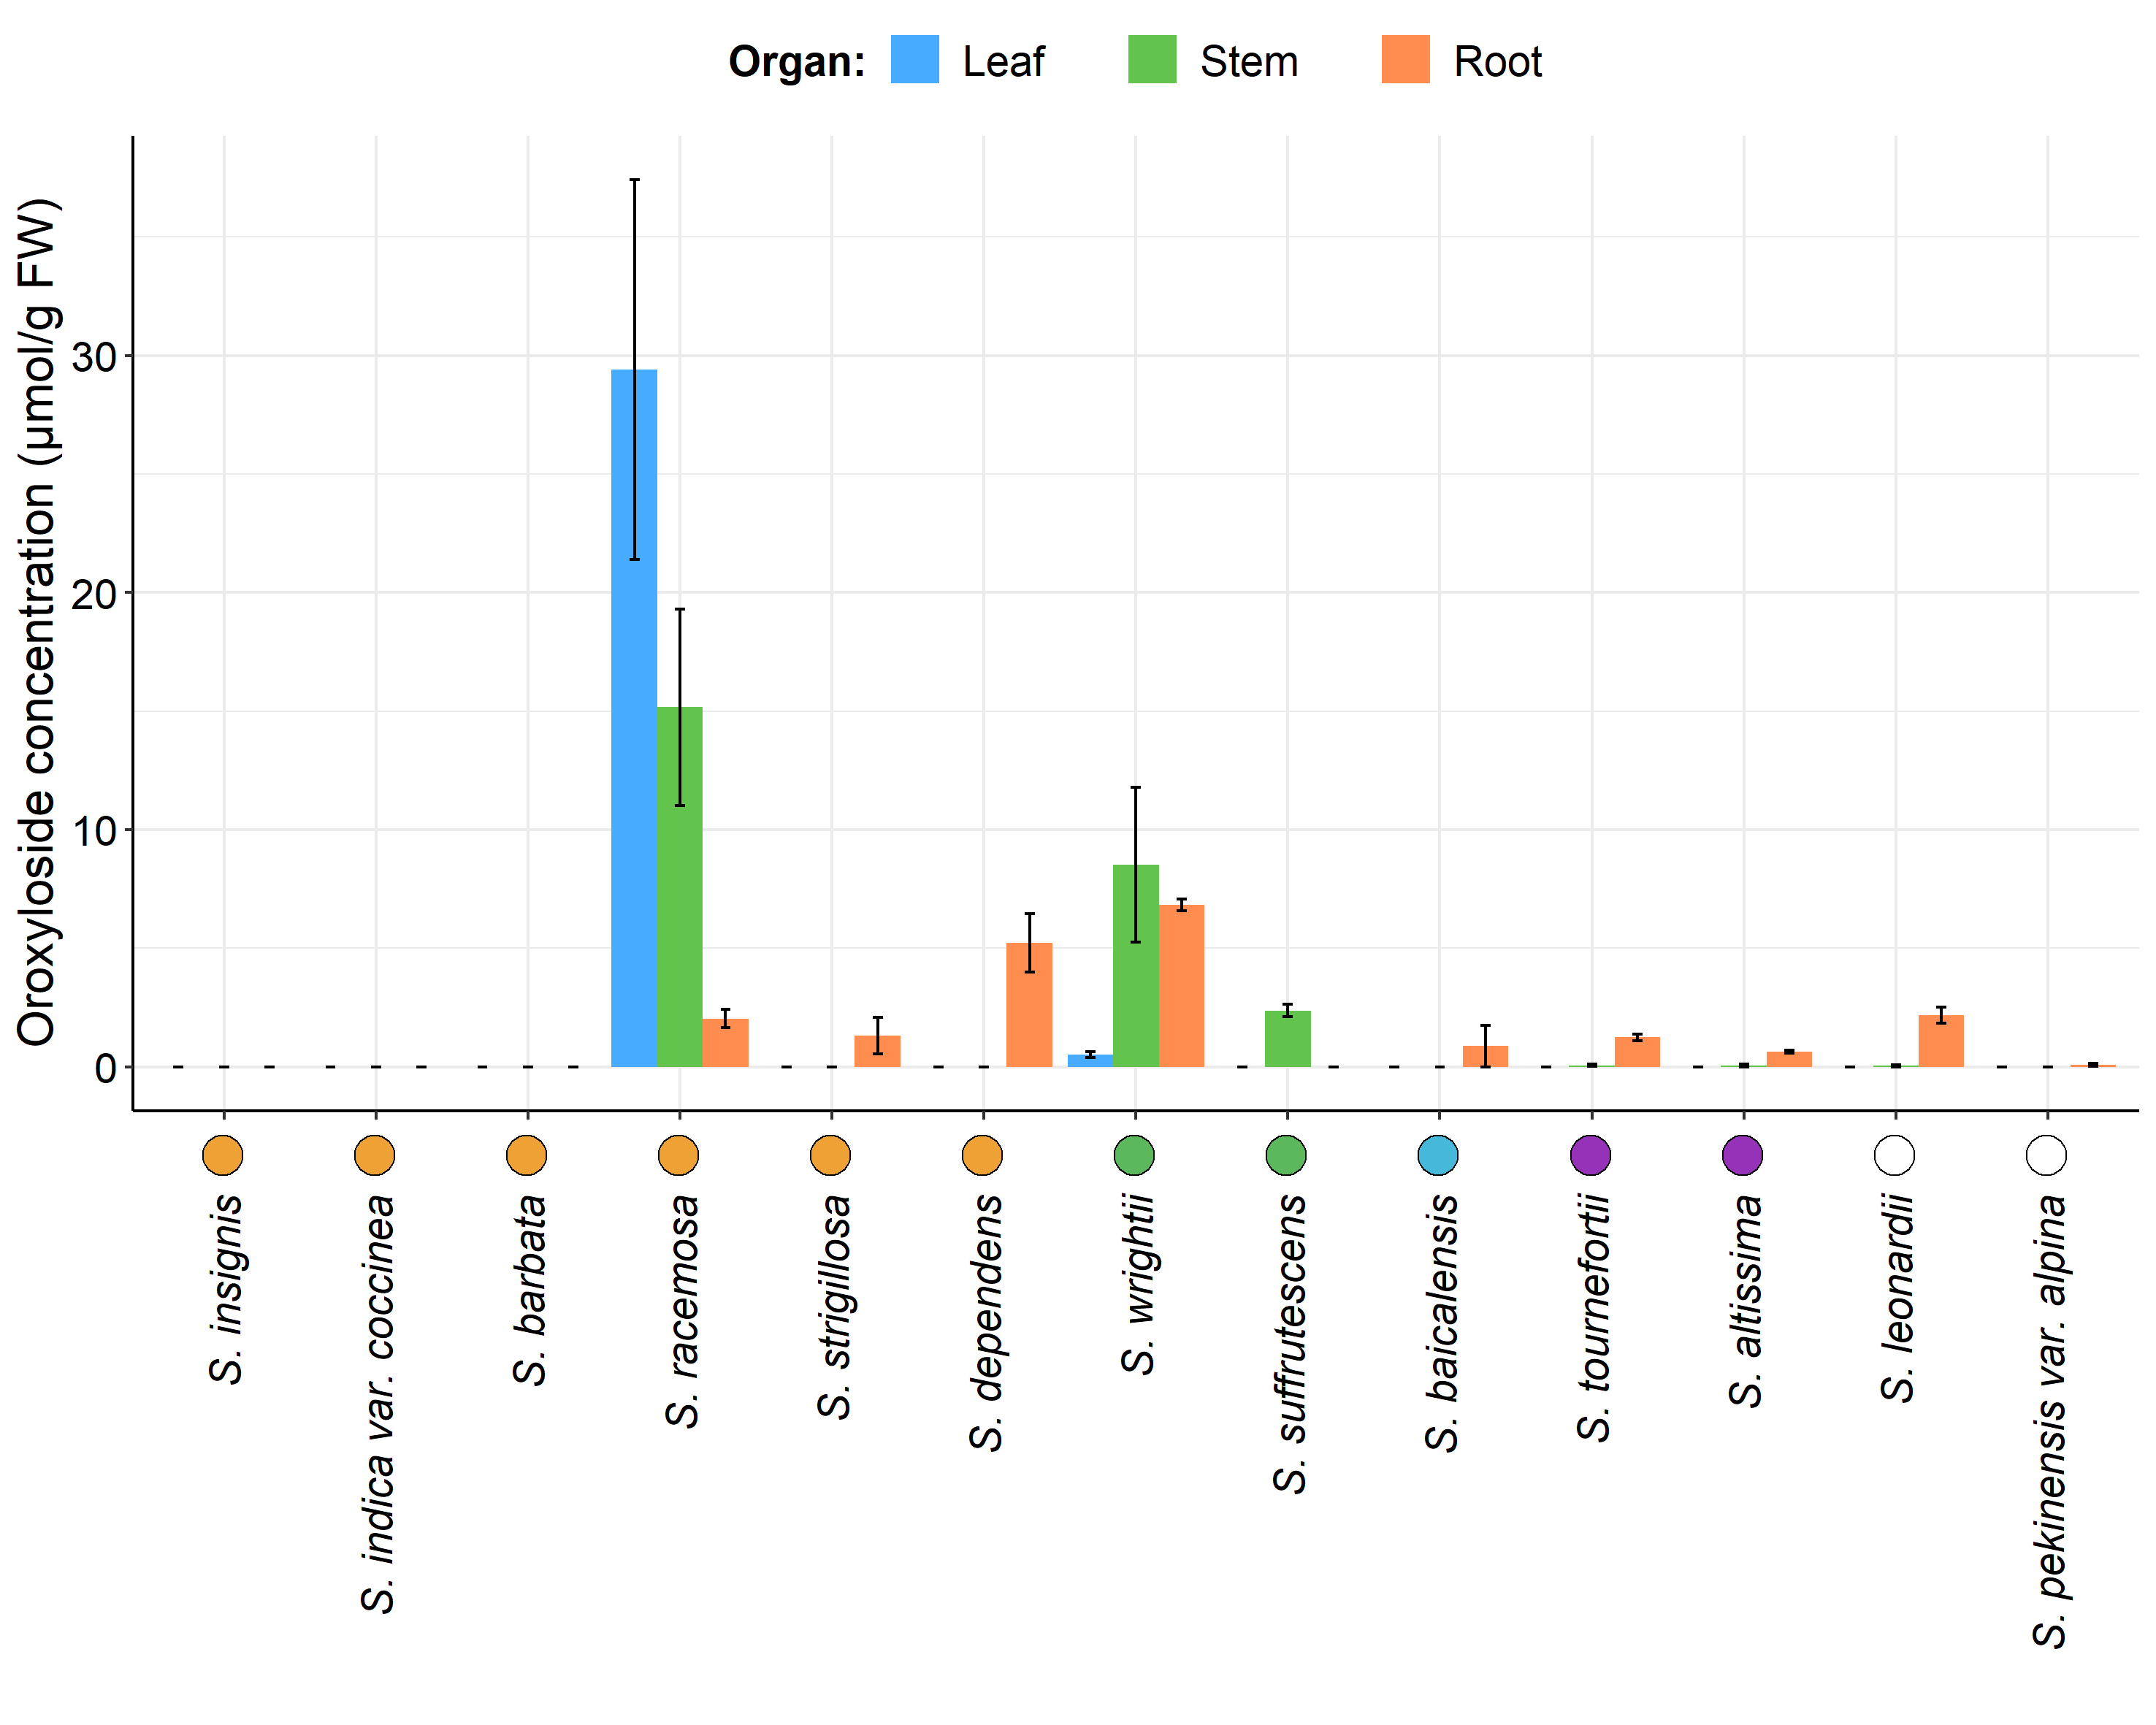 Organ: Leaf Stem Root
Oroxyloside concentration (µmol/g FW)
30
20
10
0
S. insignis
S. indica var. coccinea
S. barbata
S. racemosa
S. strigillosa
S. dependens
S. wrightii
S. suffrutescens
S. baicalensis
S. tournefortii
S. altissima
S. leonardii
S. pekinensis var. alpina